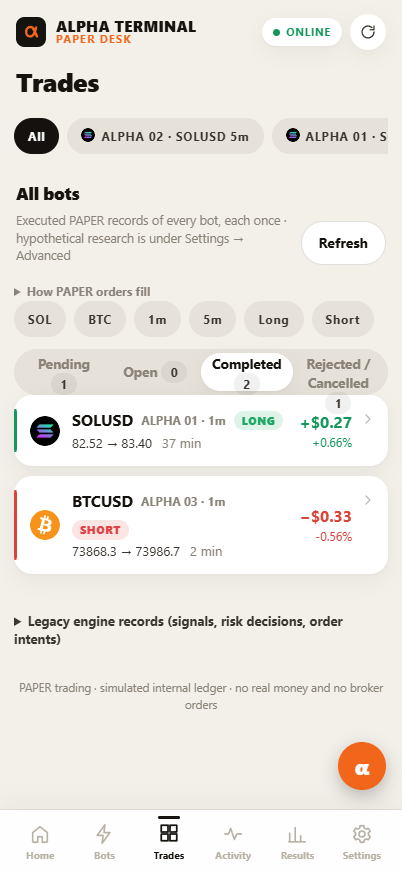 α
ALPHA TERMINAL
PAPER DESK
ONLINE
Trades
All
ALPHA 02 · SOLUSD 5m
ALPHA 01 · S
All bots
Executed PAPER records of every bot, each once ·
hypothetical research is under Settings →
Advanced
Refresh
▶ How PAPER orders fill
SOL
BTC
1m
5m
Long
Short
Pending
1
Open 0
Completed
2
Rejected /
Cancelled
1
SOLUSD ALPHA 01 · 1m LONG
82.52 → 83.40 37 min
+$0.27
+0.66%
BTCUSD ALPHA 03 · 1m
SHORT
73868.3 → 73986.7 2 min
−$0.33
-0.56%
▶ Legacy engine records (signals, risk decisions, order
intents)
PAPER trading · simulated internal ledger · no real money and no broker
orders
α
Home
Bots
Trades
Activity
Results
Settings